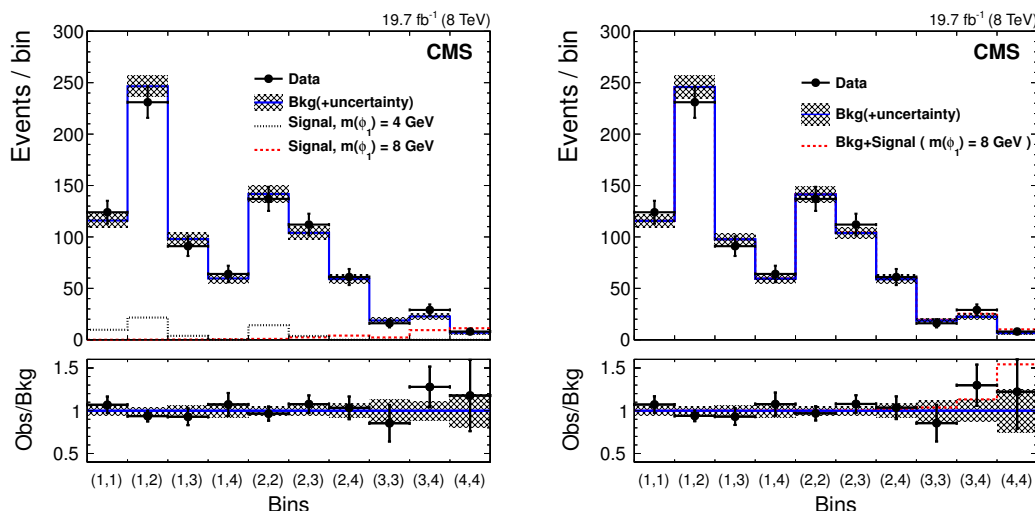 19.7 fb⁻¹ (8 TeV)
CMS
Events / bin
300
250
200
150
100
50
0
Data
Bkg(+uncertainty)
Signal, m(ϕ₁) = 4 GeV
Signal, m(ϕ₁) = 8 GeV
Obs/Bkg
1.5
1
0.5
(1,1) (1,2) (1,3) (1,4) (2,2) (2,3) (2,4) (3,3) (3,4) (4,4)
Bins
19.7 fb⁻¹ (8 TeV)
CMS
Events / bin
300
250
200
150
100
50
0
Data
Bkg(+uncertainty)
Bkg+Signal ( m(ϕ₁) = 8 GeV )
Obs/Bkg
1.5
1
0.5
(1,1) (1,2) (1,3) (1,4) (2,2) (2,3) (2,4) (3,3) (3,4) (4,4)
Bins